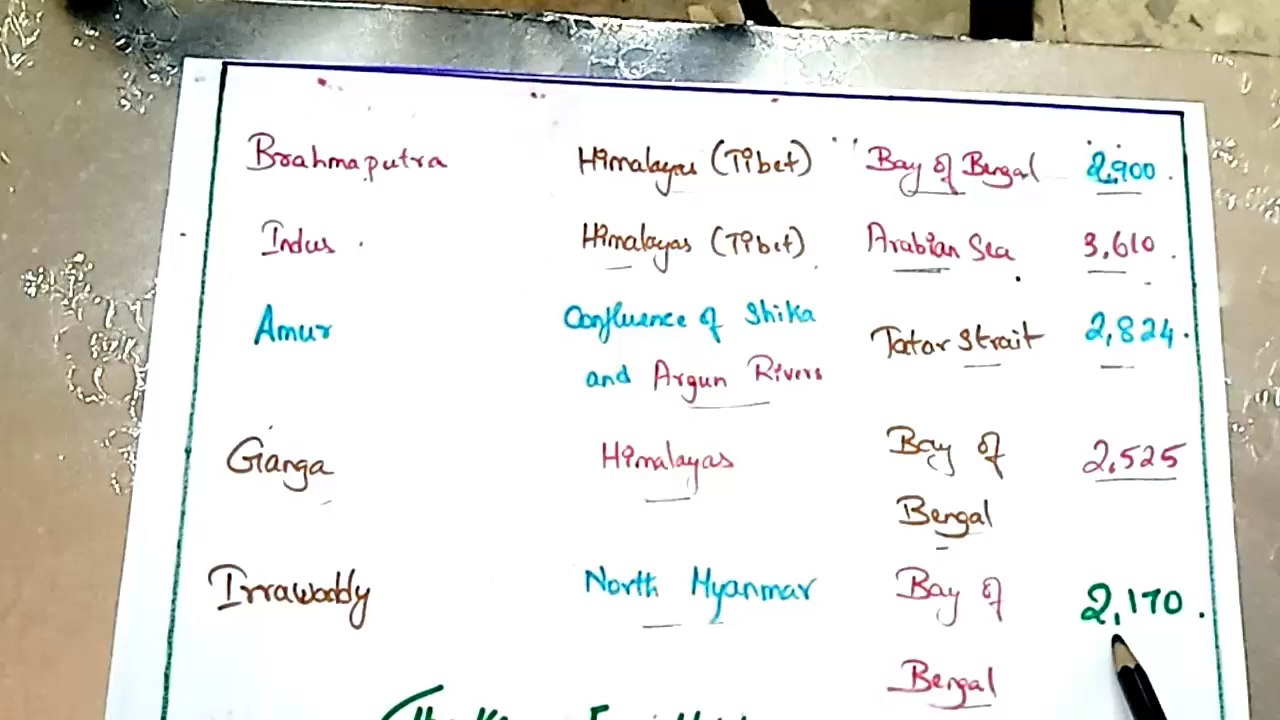 Brahmaputra Himalayas (Tibet) Bay of Bengal 2,900.
Indus Himalayas (Tibet) Arabian Sea 3,610.
Amur Confluence of Shika Tatar Strait 2,824.
and Argun Rivers
Ganga Himalayas Bay of 2,525
Bengal
Irrawaddy North Myanmar Bay of 2,170.
Bengal